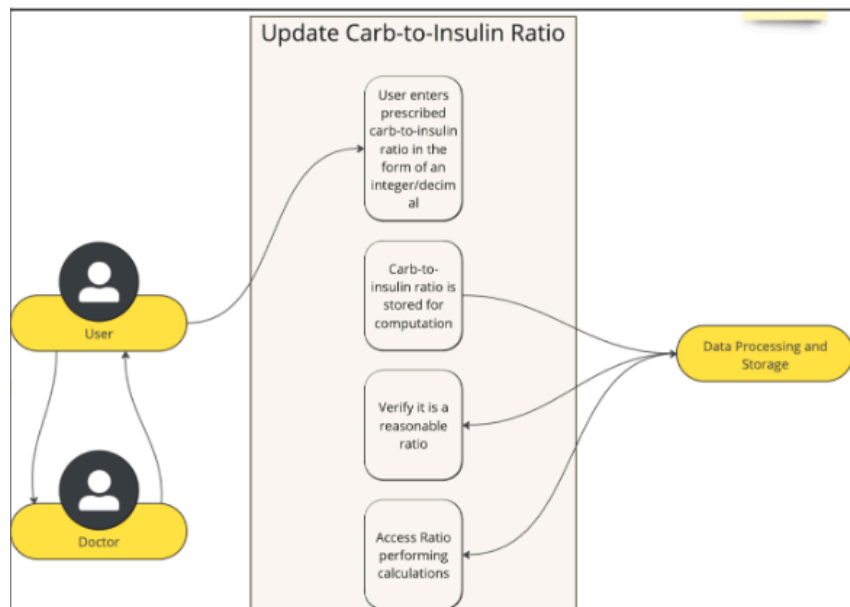 Update Carb-to-Insulin Ratio
User enters
prescribed
carb-to-insulin
ratio in the
form of an
integer/decim
al
Carb-to-
insulin ratio is
stored for
computation
User
Data Processing and
Storage
Verify it is a
reasonable
ratio
Doctor
Access Ratio
performing
calculations